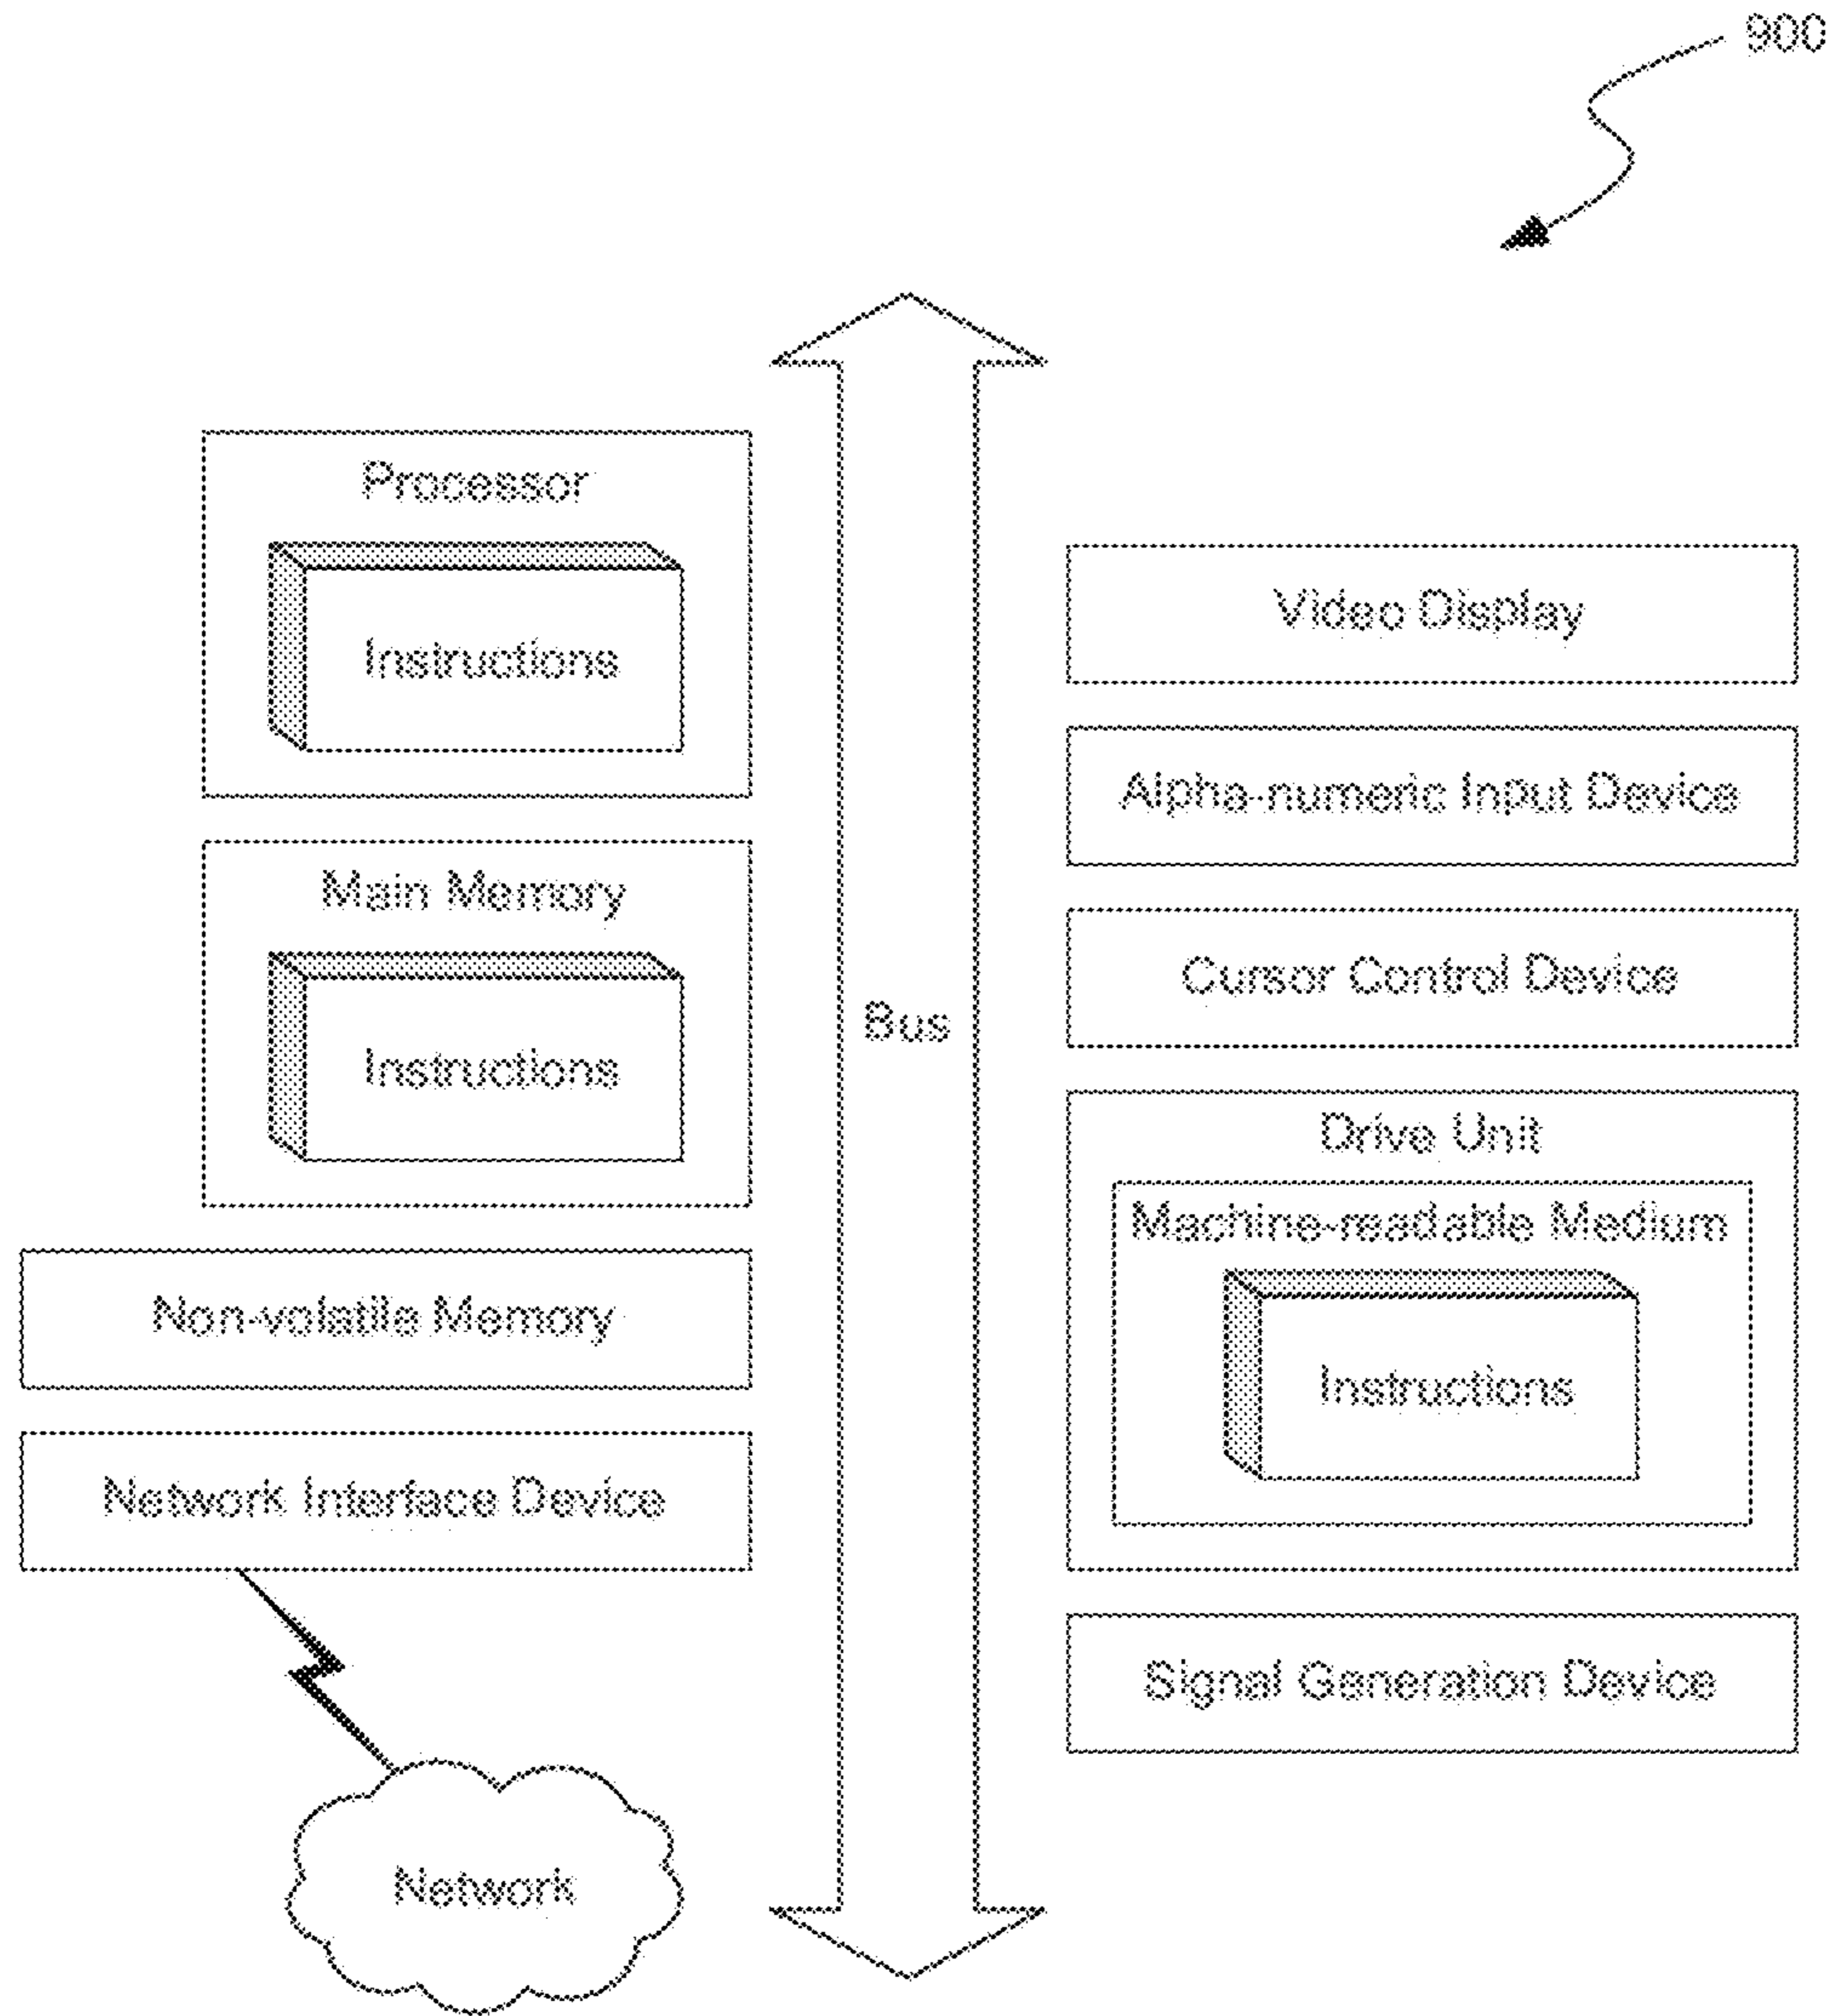 900
Processor
Instructions
Main Memory
Instructions
Non-volatile Memory
Network Interface Device
Network
Bus
Video Display
Alpha-numeric Input Device
Cursor Control Device
Drive Unit
Machine-readable Medium
Instructions
Signal Generation Device